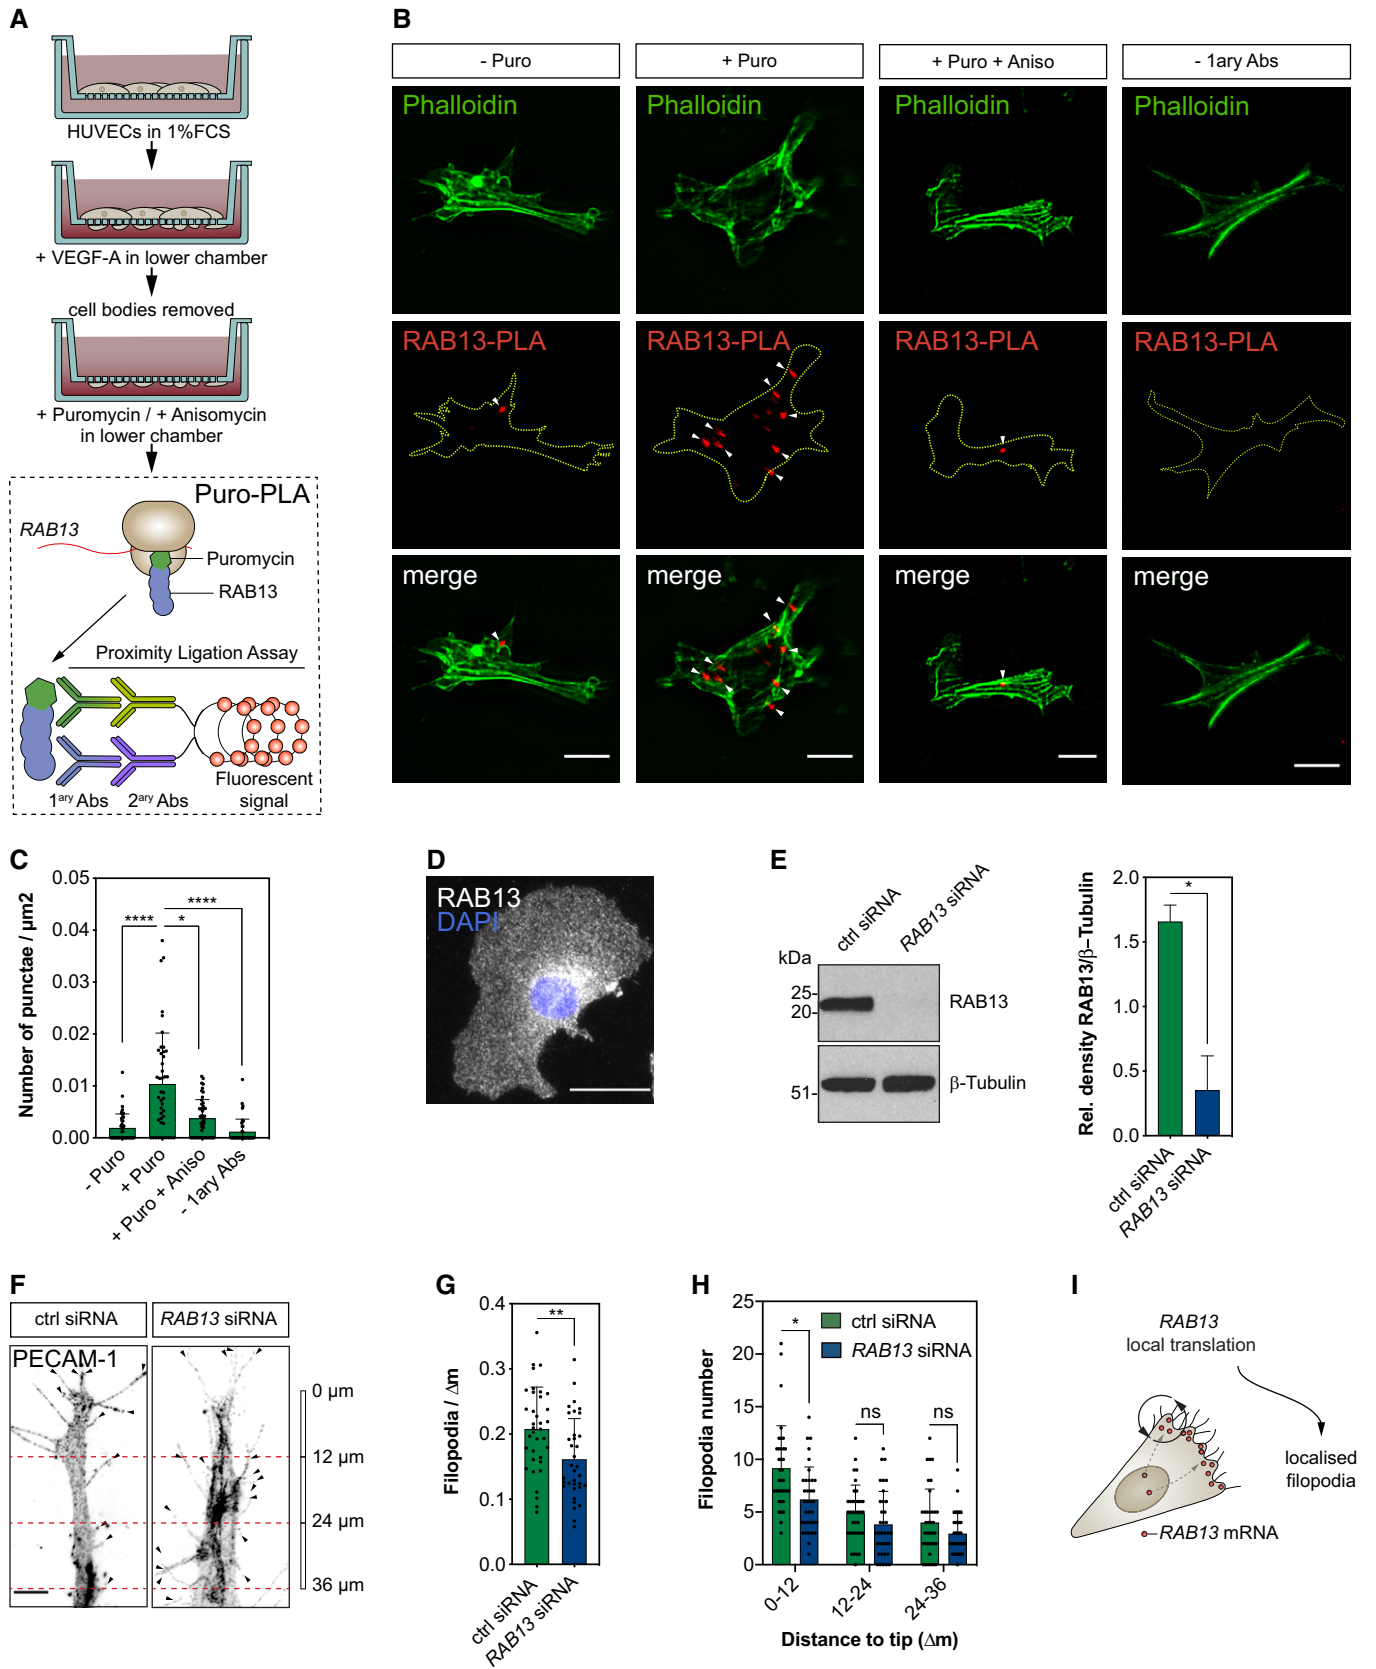 A
HUVECs in 1%FCS
+ VEGF-A in lower chamber
cell bodies removed
+ Puromycin / + Anisomycin
in lower chamber
Puro-PLA
RAB13
Puromycin
RAB13
Proximity Ligation Assay
1ary Abs
2ary Abs
Fluorescent
signal
B
- Puro
+ Puro
+ Puro + Aniso
- 1ary Abs
Phalloidin
Phalloidin
Phalloidin
Phalloidin
RAB13-PLA
RAB13-PLA
RAB13-PLA
RAB13-PLA
merge
merge
merge
merge
C
Number of punctae / µm2
0.05
0.04
0.03
0.02
0.01
0.00
****
*
****
- Puro
+ Puro
+ Puro + Aniso
- 1ary Abs
D
RAB13
DAPI
E
ctrl siRNA
RAB13 siRNA
kDa
25-
20-
RAB13
51-
β-Tubulin
Rel. density RAB13/β−Tubulin
2.0
1.5
1.0
0.5
0.0
*
ctrl siRNA
RAB13 siRNA
F
ctrl siRNA
RAB13 siRNA
PECAM-1
0 µm
12 µm
24 µm
36 µm
G
Filopodia / Δm
0.4
0.3
0.2
0.1
0.0
**
ctrl siRNA
RAB13 siRNA
H
Filopodia number
25
20
15
10
5
0
ctrl siRNA
RAB13 siRNA
*
ns
ns
0-12
12-24
24-36
Distance to tip (Δm)
I
RAB13
local translation
localised
filopodia
RAB13 mRNA